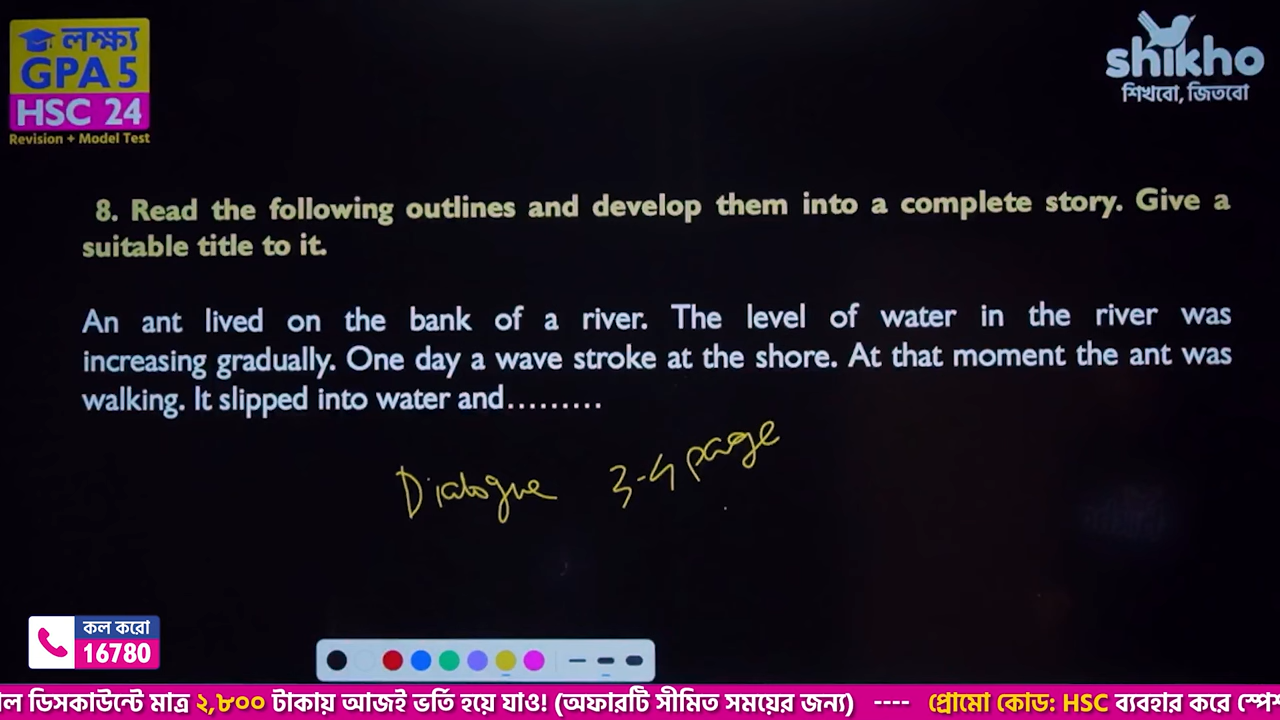 লক্ষ্য
GPA 5
HSC 24
Revision + Model Test
shikho
শিখবো, জিতবো
8. Read the following outlines and develop them into a complete story. Give a
suitable title to it.
An ant lived on the bank of a river. The level of water in the river was
increasing gradually. One day a wave stroke at the shore. At that moment the ant was
walking. It slipped into water and.........
Dialogue 3-4 page
কল করো
16780
ডিসকাউন্টে মাত্র ২,৮০০ টাকায় আজই ভর্তি হয়ে যাও! (অফারটি সীমিত সময়ের জন্য) ---- প্রোমো কোড: HSC ব্যবহার করে